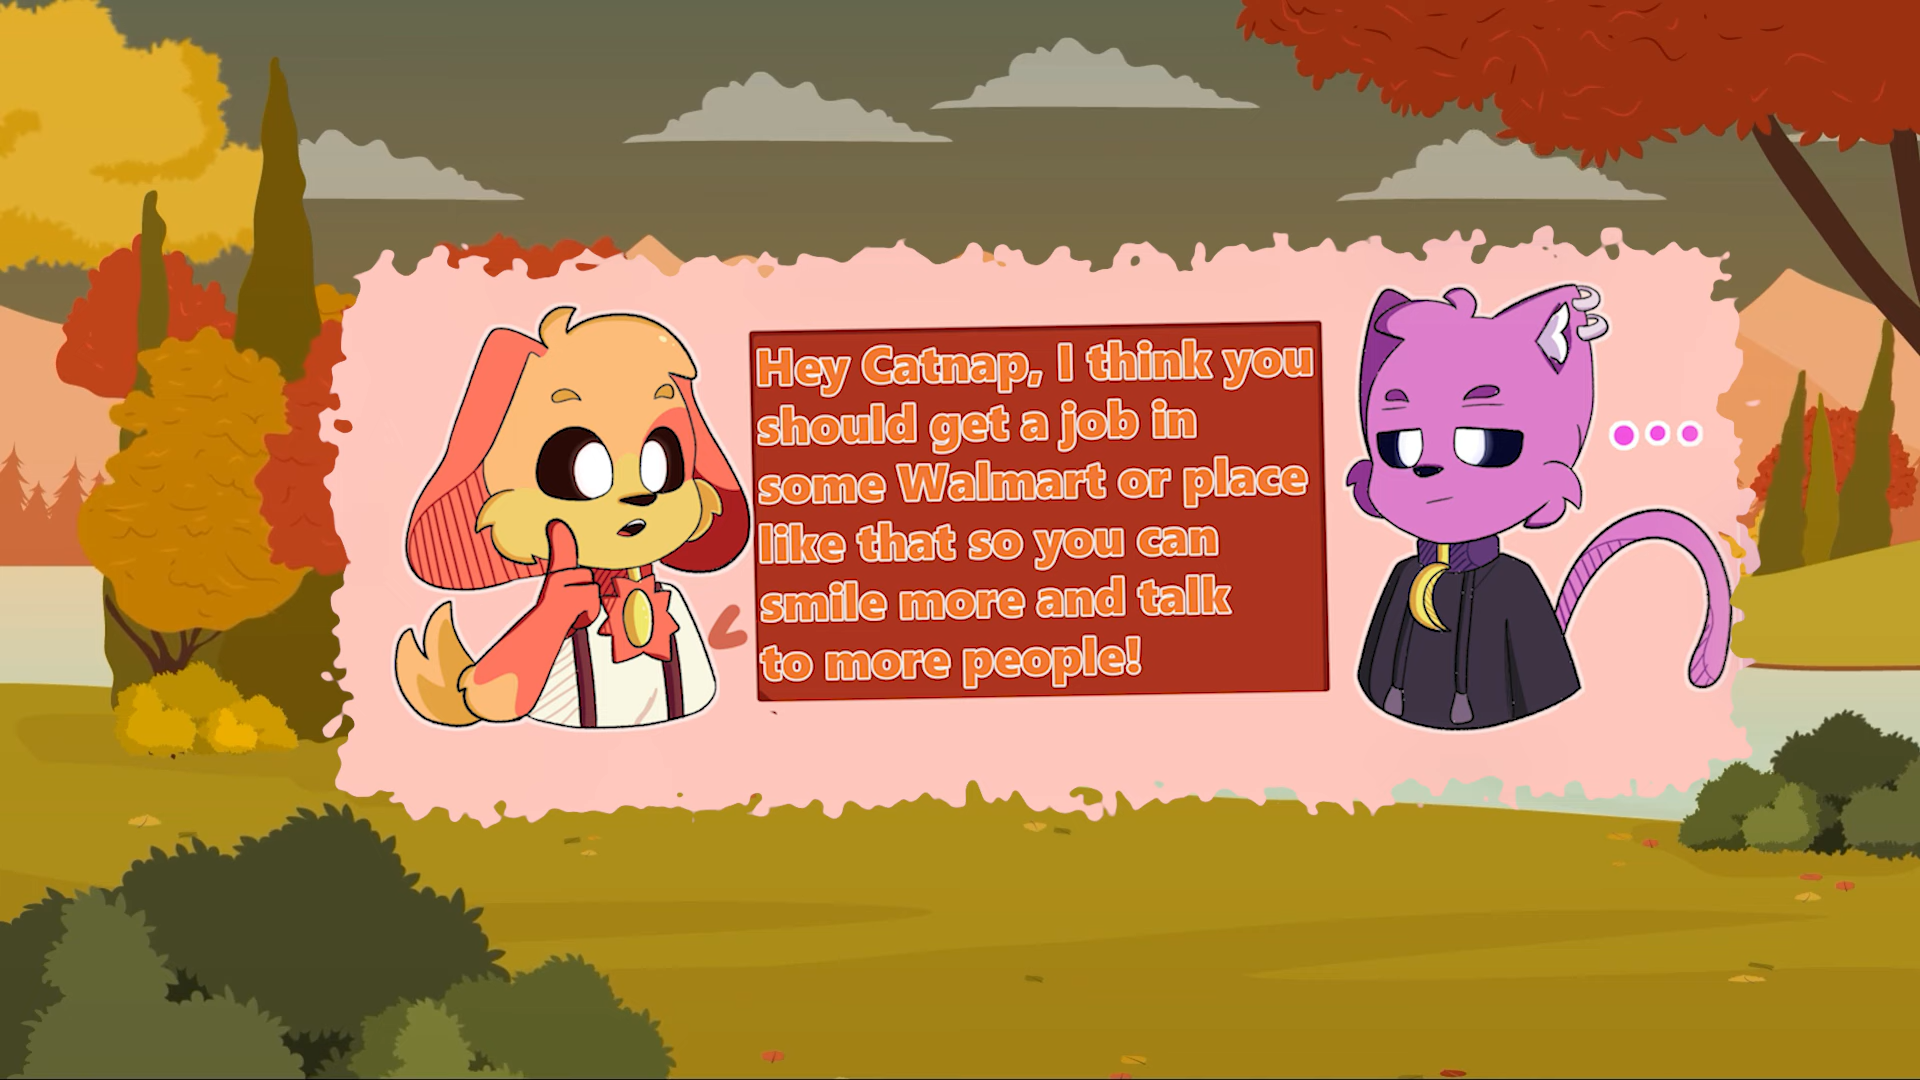 Hey Catnap, I think you
should get a job in
some Walmart or place
like that so you can
smile more and talk
to more people!